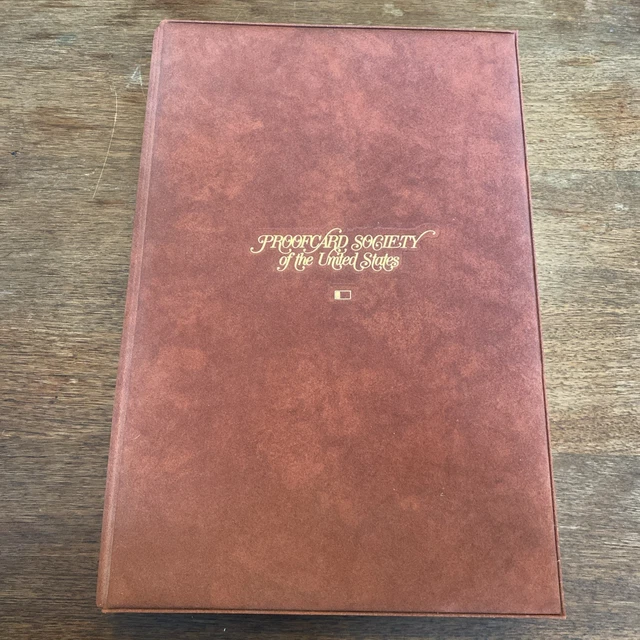 PROOFCARD SOCIETY
of the United States